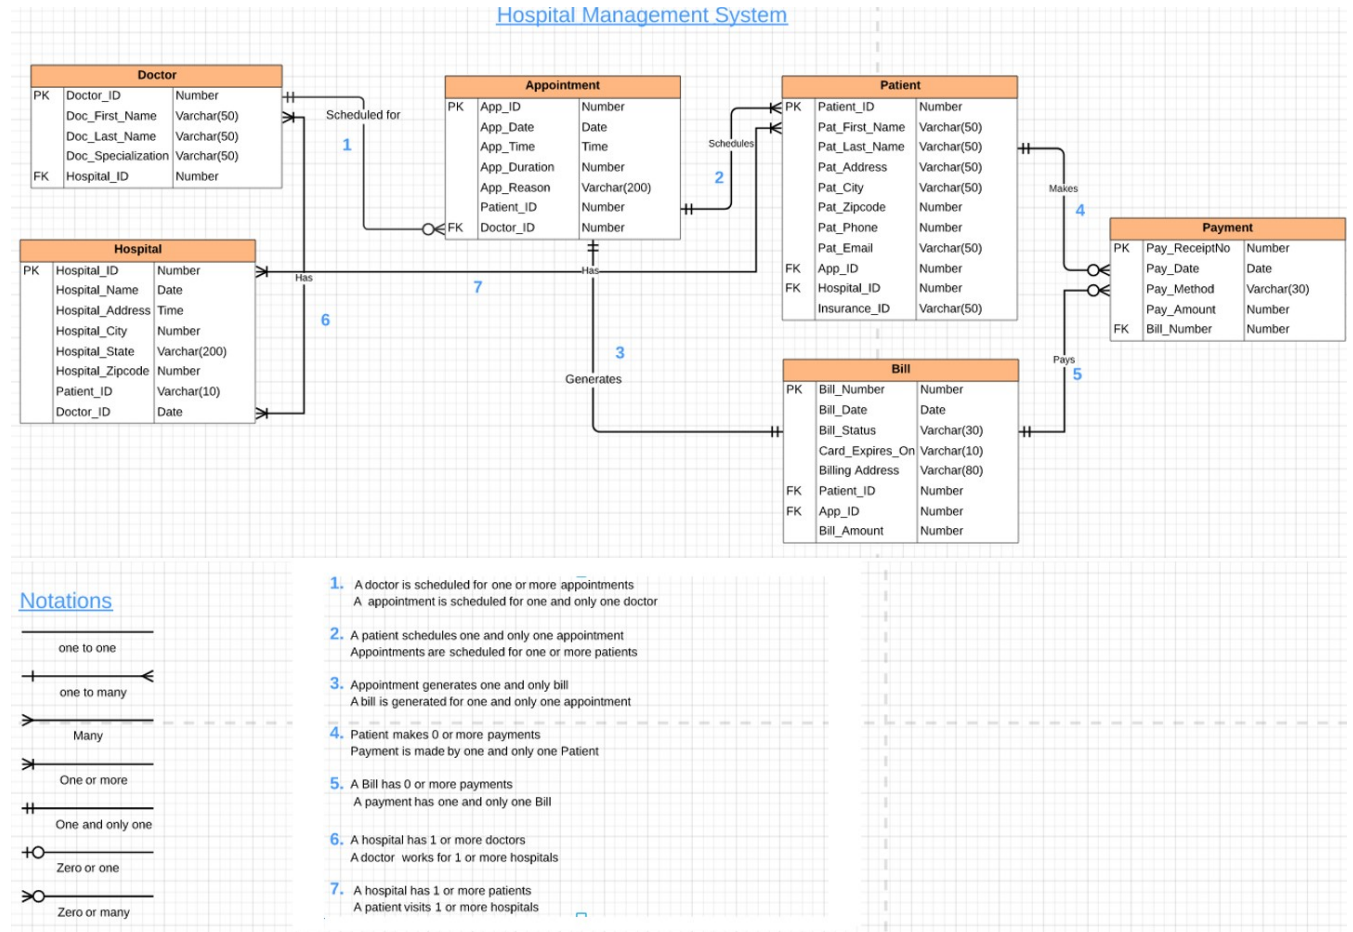 Hospital Management System
Doctor
PK Doctor_ID Number
Doc_First_Name Varchar(50)
Doc_Last_Name Varchar(50)
Doc_Specialization Varchar(50)
FK Hospital_ID Number
Scheduled for
1
Appointment
PK App_ID Number
App_Date Date
App_Time Time
App_Duration Number
App_Reason Varchar(200)
Patient_ID Number
FK Doctor_ID Number
Schedules
2
Patient
PK Patient_ID Number
Pat_First_Name Varchar(50)
Pat_Last_Name Varchar(50)
Pat_Address Varchar(50)
Pat_City Varchar(50)
Pat_Zipcode Number
Pat_Phone Number
Pat_Email Varchar(50)
FK App_ID Number
FK Hospital_ID Number
Insurance_ID Varchar(50)
Makes
4
Payment
PK Pay_ReceiptNo Number
Pay_Date Date
Pay_Method Varchar(30)
Pay_Amount Number
FK Bill_Number Number
Hospital
PK Hospital_ID Number
Hospital_Name Date
Hospital_Address Time
Hospital_City Number
Hospital_State Varchar(200)
Hospital_Zipcode Number
Patient_ID Varchar(10)
Doctor_ID Date
Has
6
Has
7
3
Generates
Bill
PK Bill_Number Number
Bill_Date Date
Bill_Status Varchar(30)
Card_Expires_On Varchar(10)
Billing Address Varchar(80)
FK Patient_ID Number
FK App_ID Number
Bill_Amount Number
Pays
5
Notations
one to one
one to many
Many
One or more
One and only one
Zero or one
Zero or many
1. A doctor is scheduled for one or more appointments
A appointment is scheduled for one and only one doctor
2. A patient schedules one and only one appointment
Appointments are scheduled for one or more patients
3. Appointment generates one and only bill
A bill is generated for one and only one appointment
4. Patient makes 0 or more payments
Payment is made by one and only one Patient
5. A Bill has 0 or more payments
A payment has one and only one Bill
6. A hospital has 1 or more doctors
A doctor works for 1 or more hospitals
7. A hospital has 1 or more patients
A patient visits 1 or more hospitals